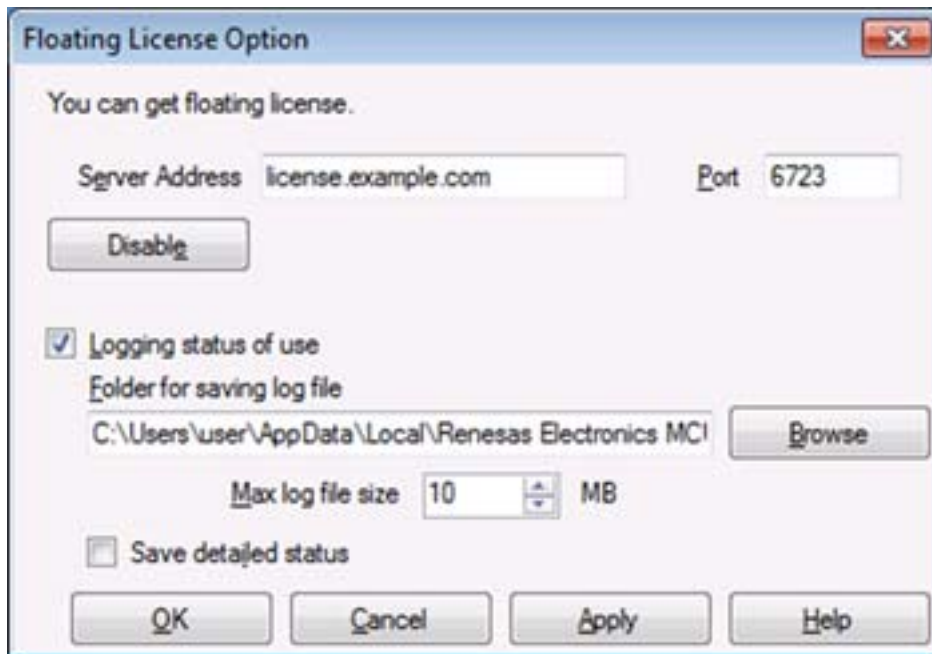 Floating License Option
You can get floating license.
Server Address license.example.com Port 6723
Disable
Logging status of use
Folder for saving log file
C:\Users\user\AppData\Local\Renesas Electronics Browse
Max log file size 10 MB
Save detailed status
OK Cancel Apply Help